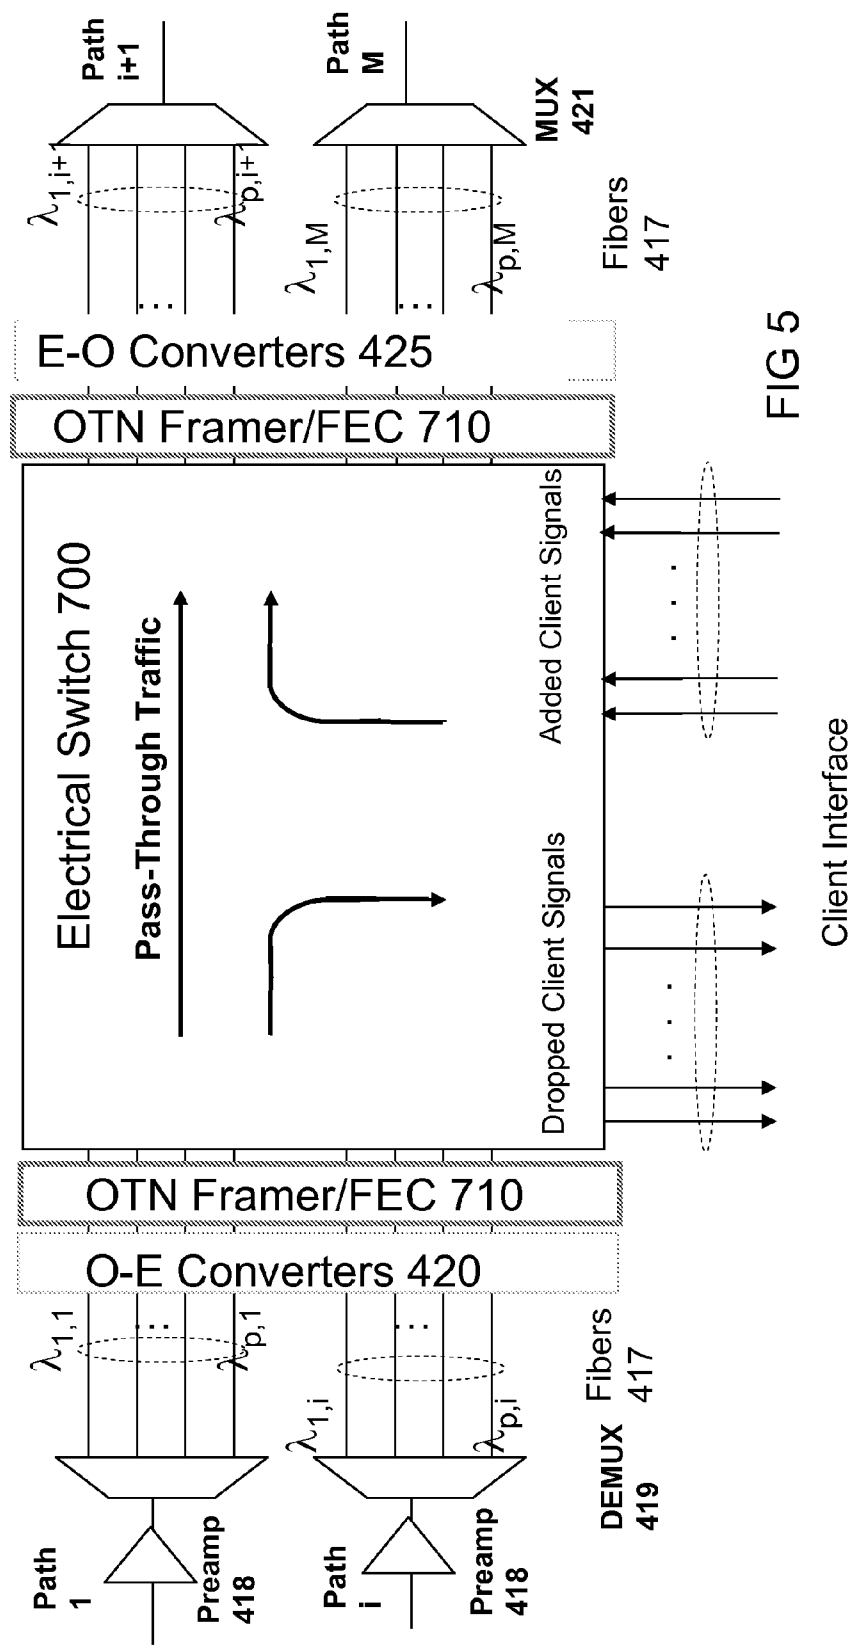 Path
i+1
Path
M
MUX
421
λ1,i+1
λp,i+1
λ1,M
λp,M
Fibers
417
...
...
E-O Converters 425
OTN Framer/FEC 710
FIG 5
Electrical Switch 700
Pass-Through Traffic
Added Client Signals
Dropped Client Signals
. . .
. . .
Client Interface
OTN Framer/FEC 710
O-E Converters 420
...
...
λ1,1
λp,1
λ1,i
λp,i
Fibers
417
DEMUX
419
Path
1
Preamp
418
Path
i
Preamp
418